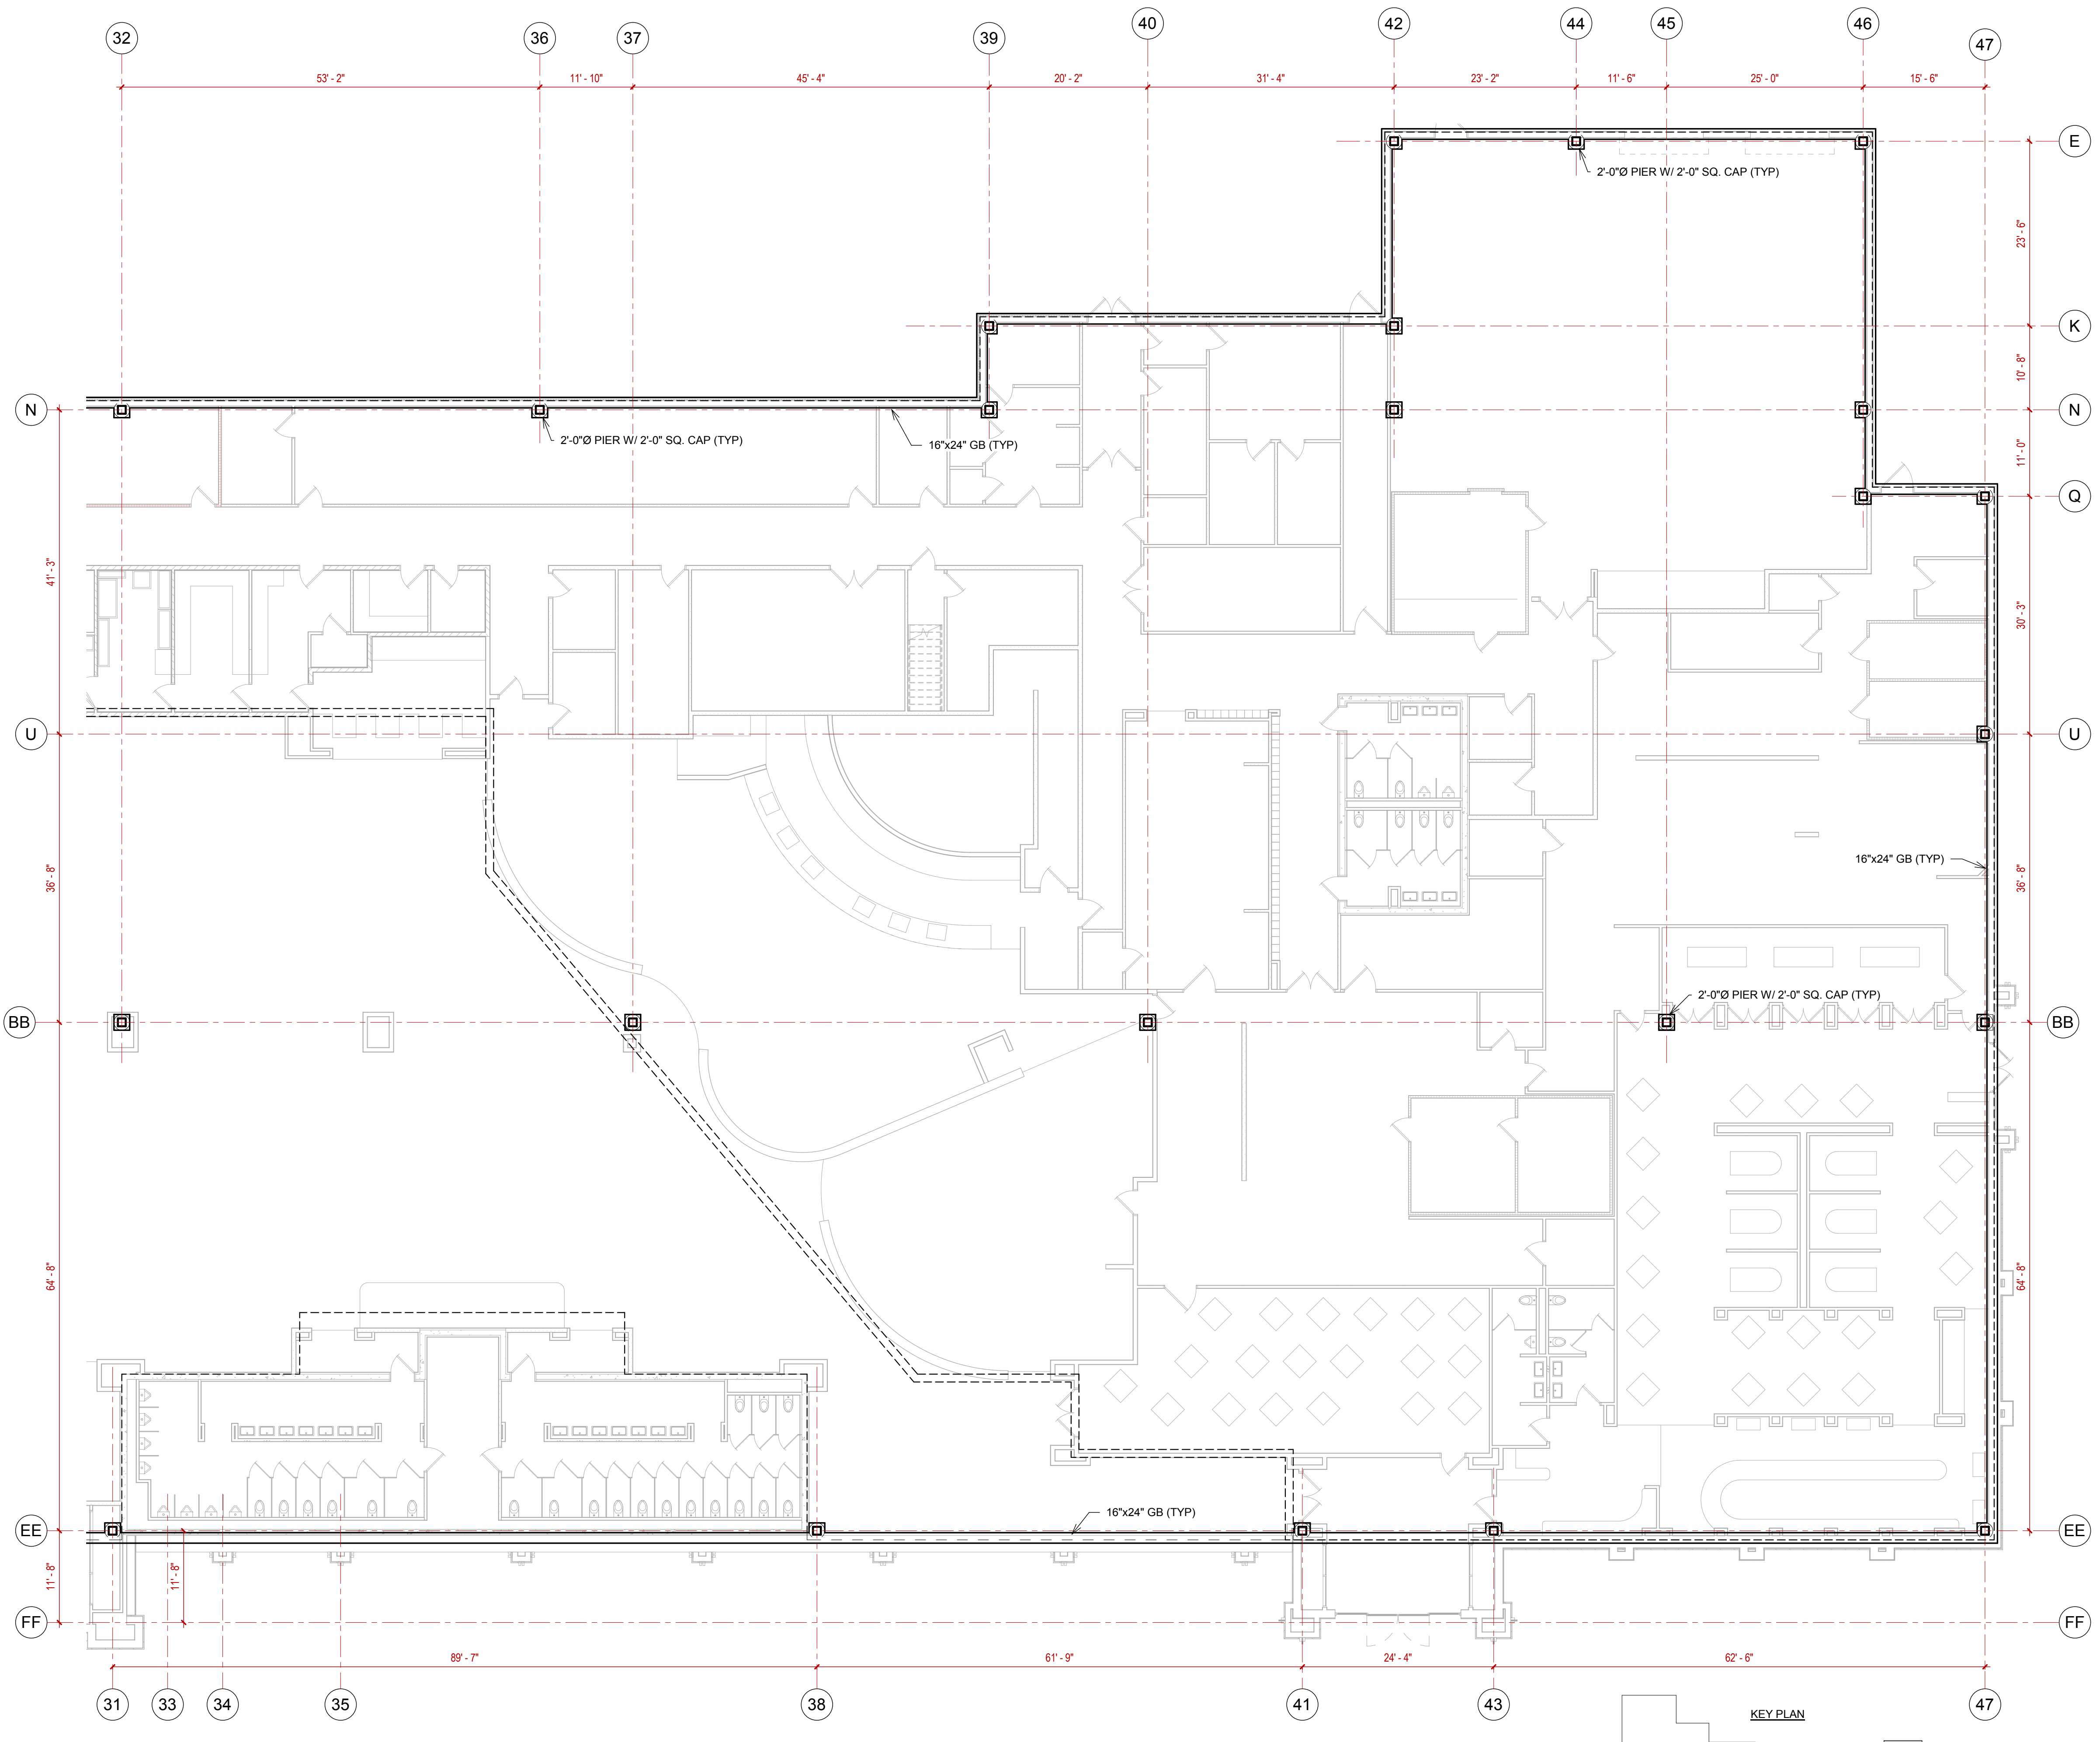 40
42
44
45
46
32
36
37
39
47
53' - 2"
11' - 10"
45' - 4"
20' - 2"
31' - 4"
23' - 2"
11' - 6"
25' - 0"
15' - 6"
E
2'-0"Ø PIER W/ 2'-0" SQ. CAP (TYP)
23' - 6"
K
10' - 8"
N
N
2'-0"Ø PIER W/ 2'-0" SQ. CAP (TYP)
16"x24" GB (TYP)
11' - 0"
Q
41' - 3"
30' - 3"
U
U
16"x24" GB (TYP)
36' - 8"
36' - 8"
2'-0"Ø PIER W/ 2'-0" SQ. CAP (TYP)
BB
BB
64' - 8"
64' - 8"
16"x24" GB (TYP)
EE
EE
11' - 8"
11' - 8"
FF
FF
89' - 7"
61' - 9"
24' - 4"
62' - 6"
31
33
34
35
38
41
43
47
KEY PLAN